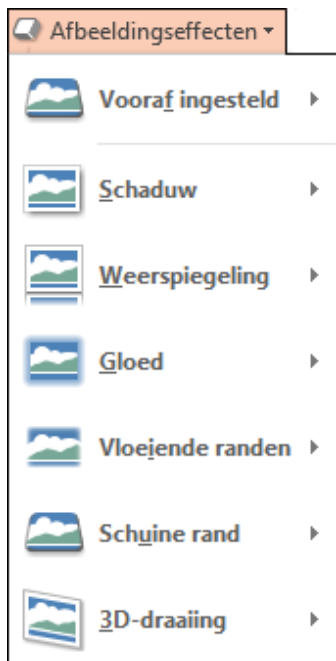 Afbeeldingseffecten
Vooraf ingesteld
Schaduw
Weerspiegeling
Gloed
Vloeiende randen
Schuine rand
3D-draaiing